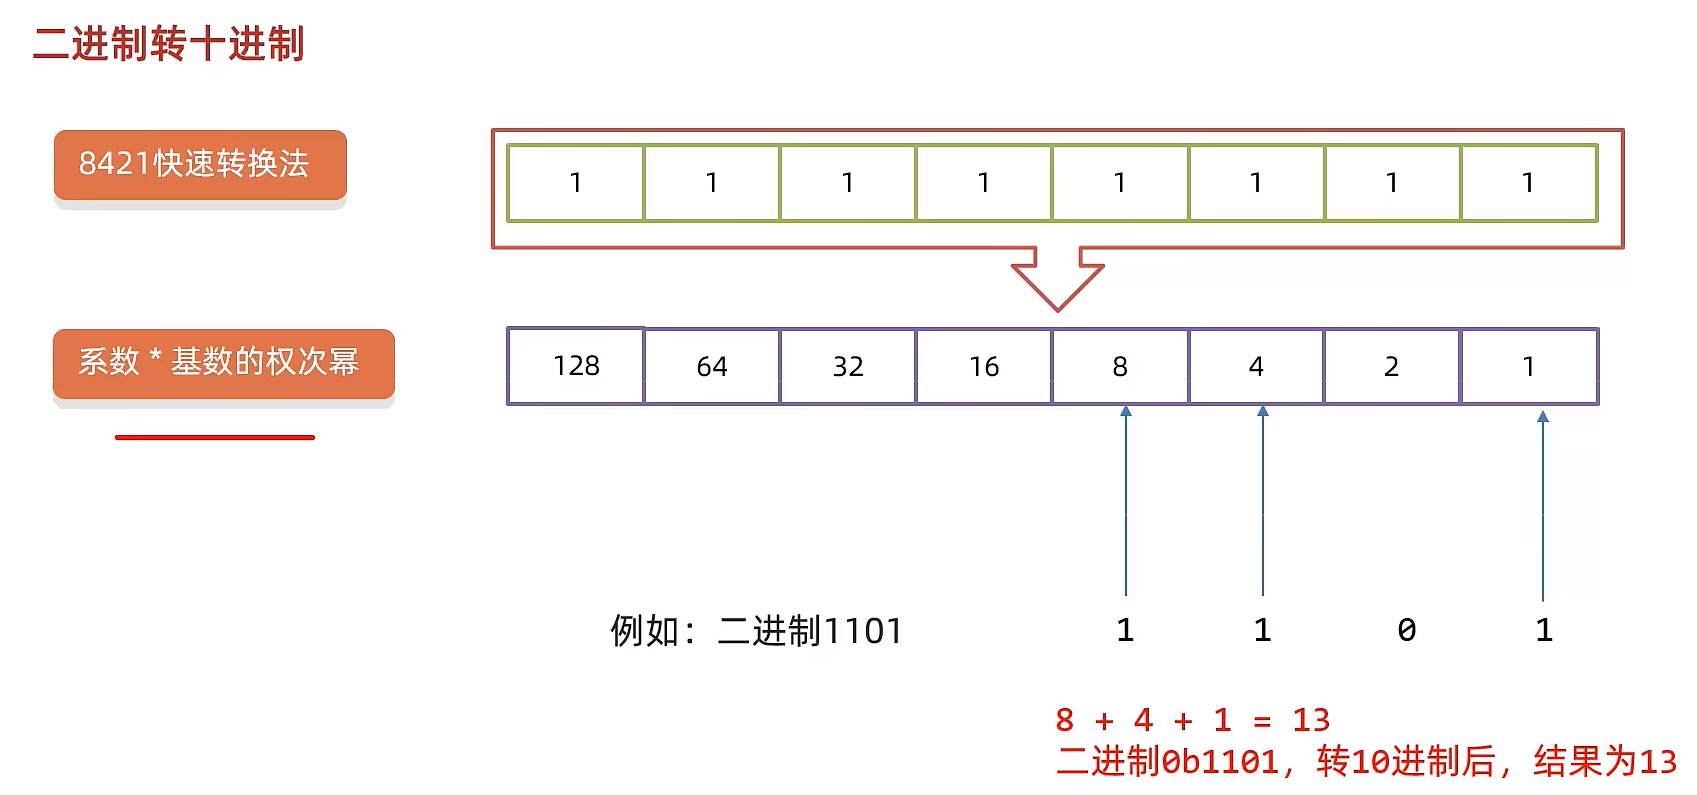 二进制转十进制
8421快速转换法
1 1 1 1 1 1 1 1
系数 * 基数的权次幂
128 64 32 16 8 4 2 1
例如：二进制1101 1 1 0 1
8 + 4 + 1 = 13
二进制0b1101，转10进制后，结果为13